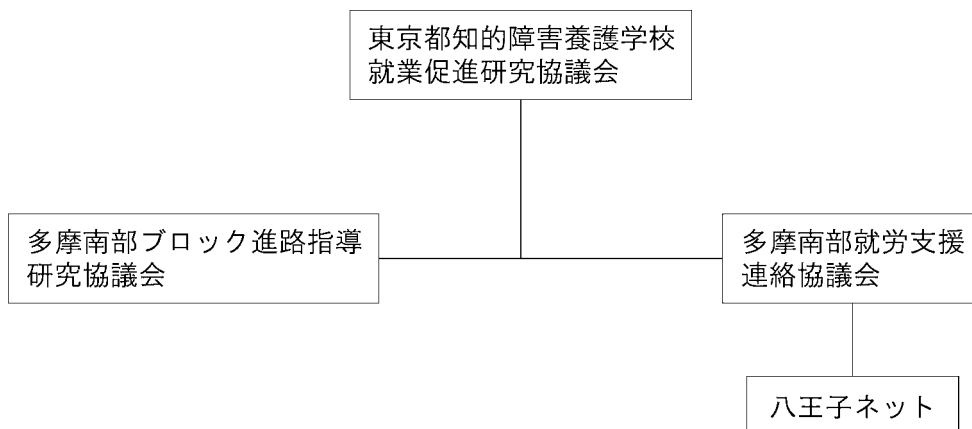 東京都知的障害養護学校
就業促進研究協議会
多摩南部ブロック進路指導
研究協議会
多摩南部就労支援
連絡協議会
八王子ネット